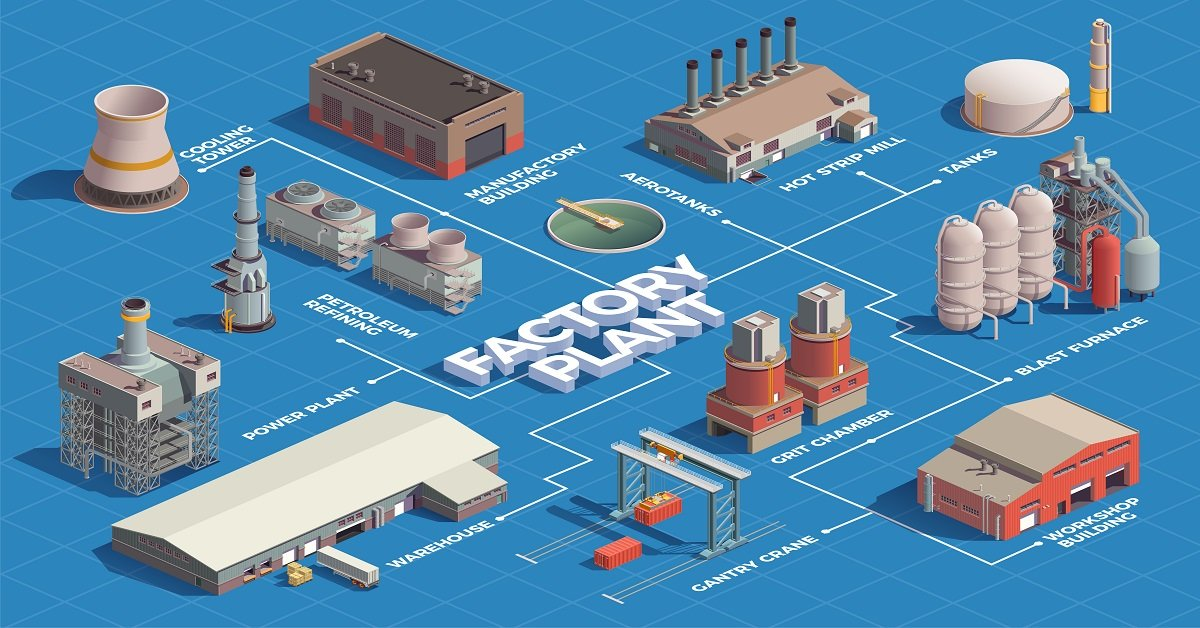 COOLING
TOWER
MANUFACTORY
BUILDING
AEROTANKS
HOT STRIP MILL
TANKS
PETROLEUM
REFINING
FACTORY
PLANT
BLAST FURNACE
POWER PLANT
GRIT CHAMBER
WAREHOUSE
GANTRY CRANE
WORKSHOP
BUILDING